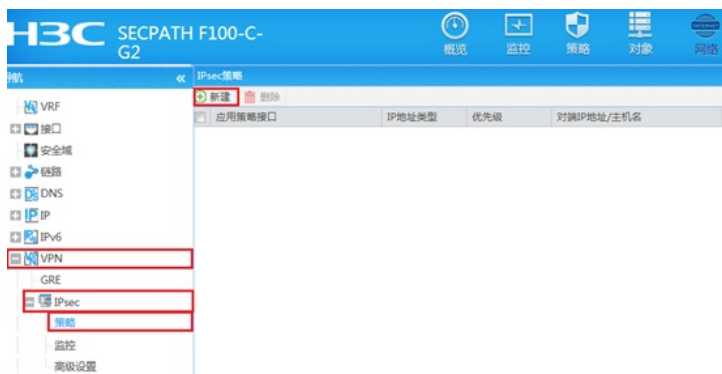 H3C SECPATH F100-C-G2
概览 监控 策略 对象 网络
导航 «
VRF
接口
安全域
链路
DNS
IP
IPv6
VPN
GRE
IPsec
策略
监控
高级设置
IPsec策略
新建 删除
应用策略接口 IP地址类型 优先级 对端IP地址/主机名